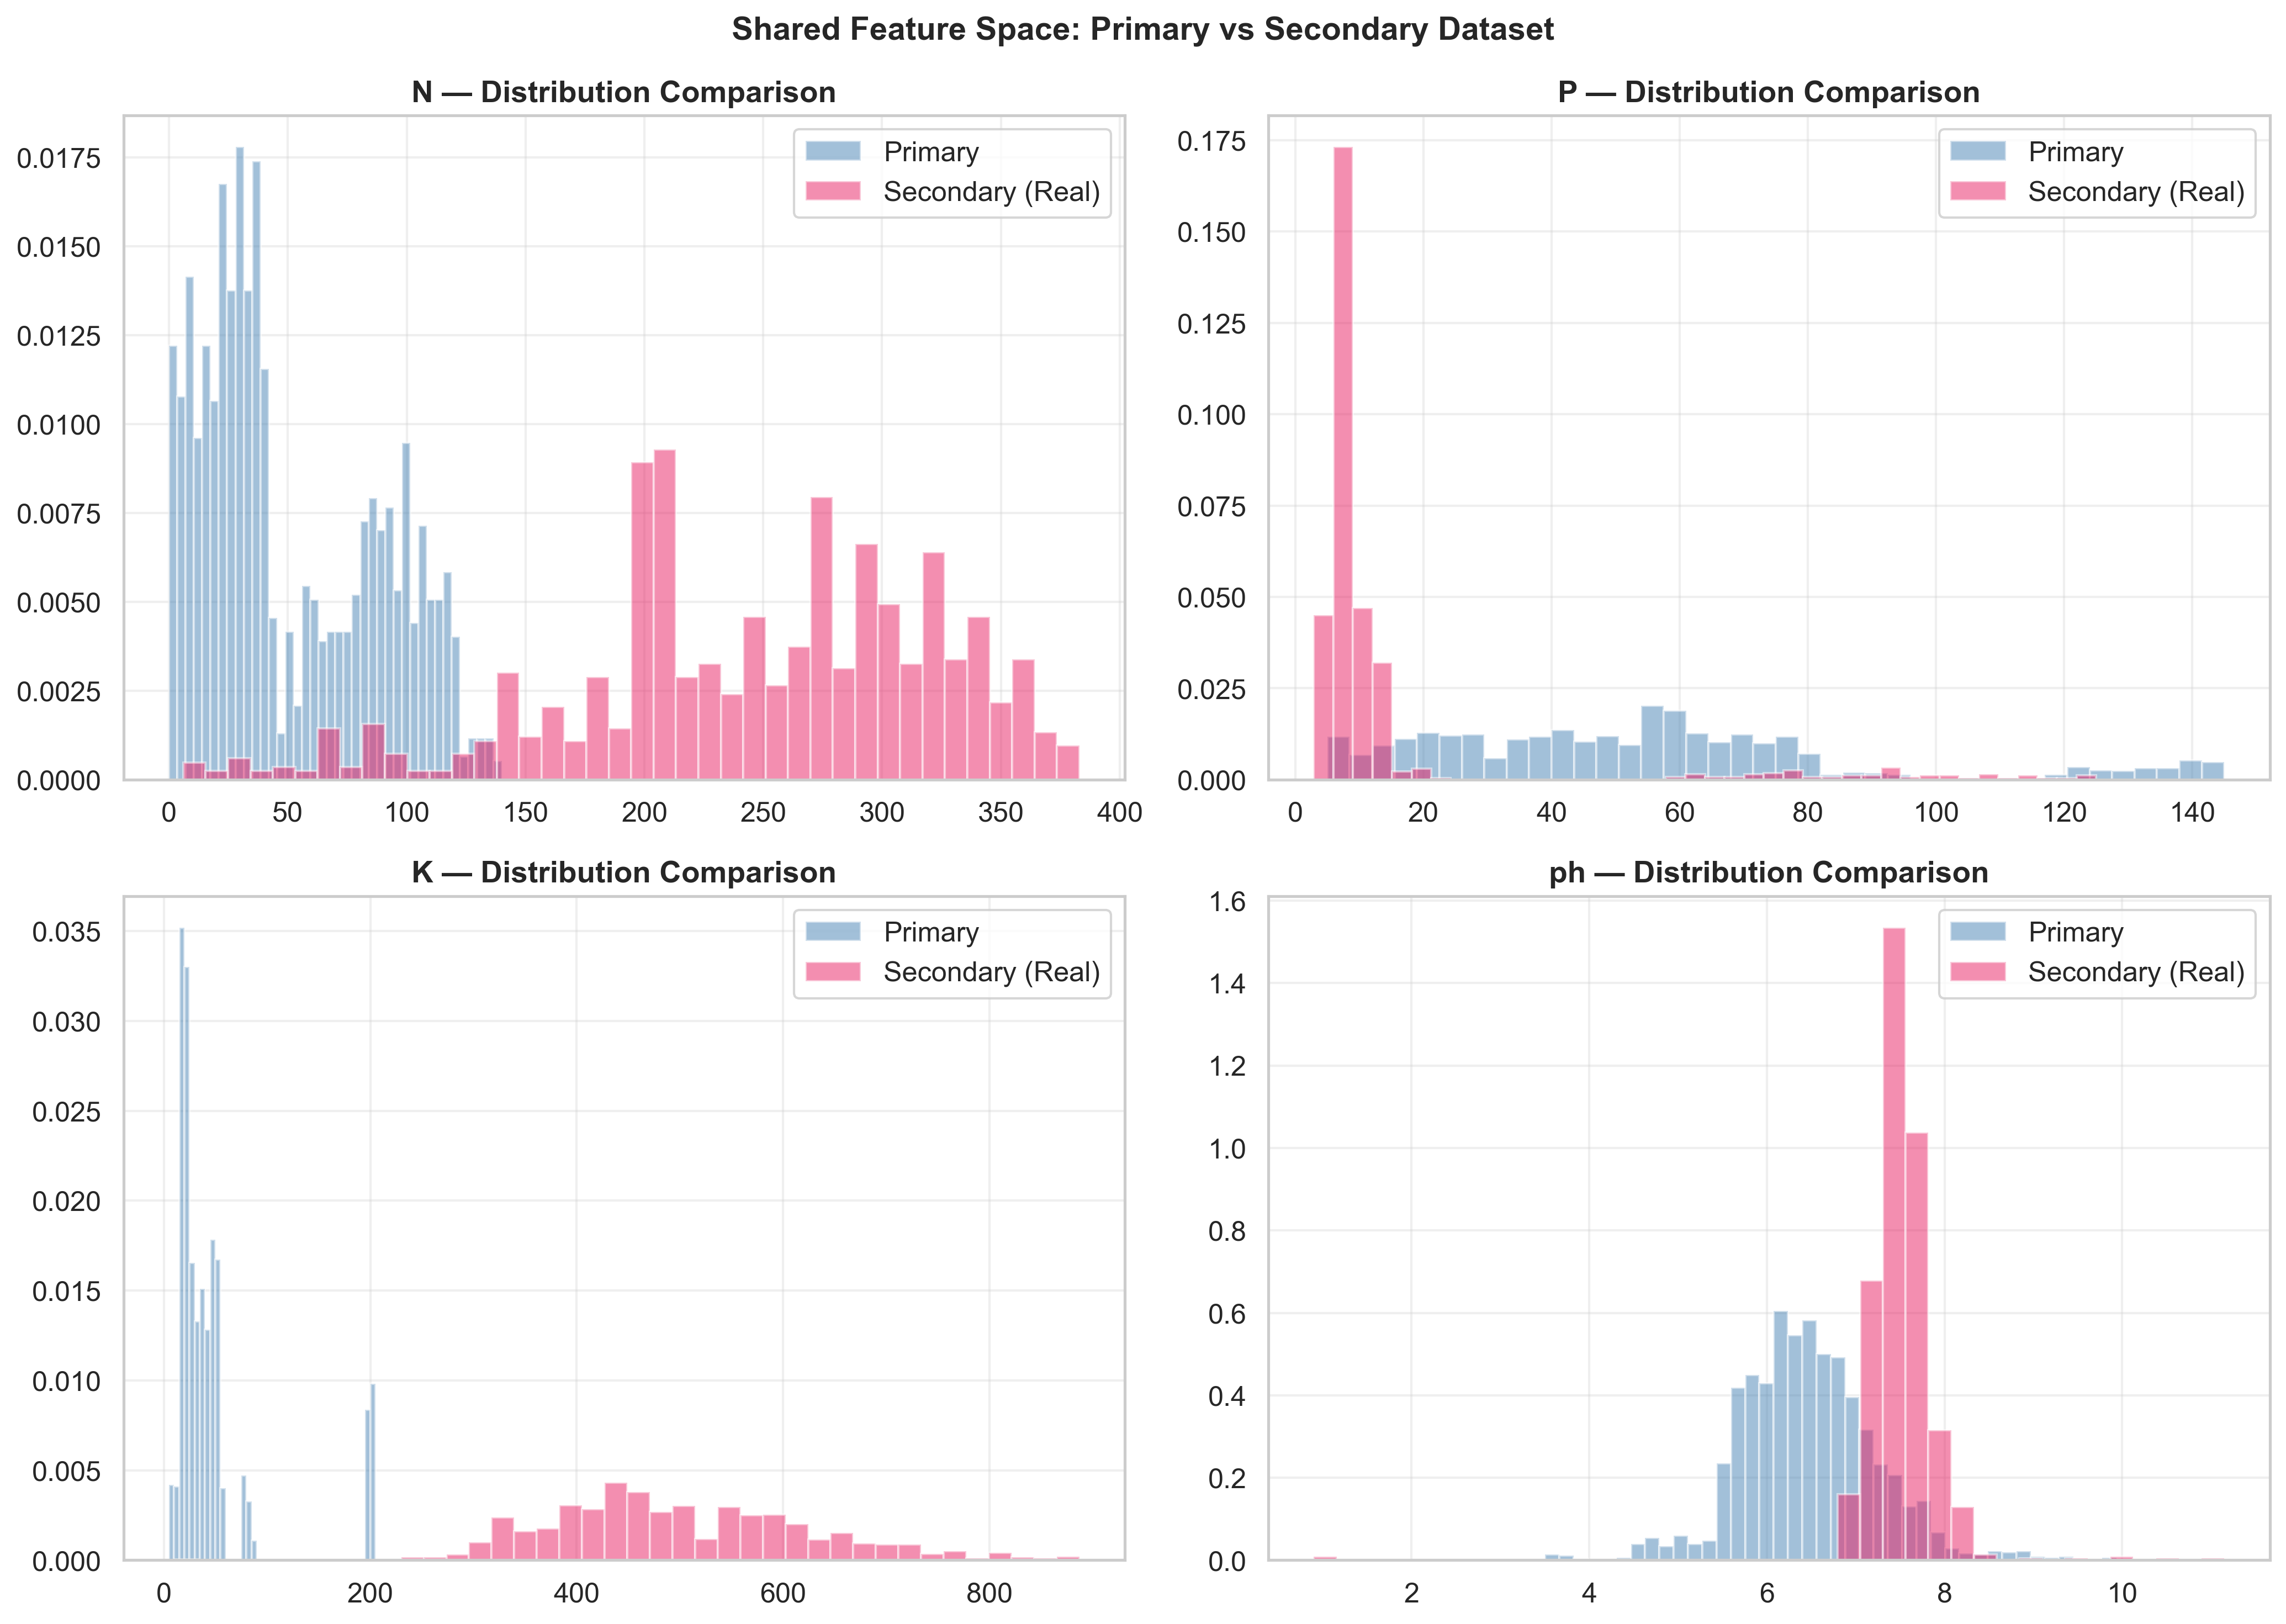 Shared Feature Space: Primary vs Secondary Dataset
N — Distribution Comparison
Primary
Secondary (Real)
0.0175
0.0150
0.0125
0.0100
0.0075
0.0050
0.0025
0.0000
0 50 100 150 200 250 300 350 400
P — Distribution Comparison
Primary
Secondary (Real)
0.175
0.150
0.125
0.100
0.075
0.050
0.025
0.000
0 20 40 60 80 100 120 140
K — Distribution Comparison
Primary
Secondary (Real)
0.035
0.030
0.025
0.020
0.015
0.010
0.005
0.000
0 200 400 600 800
ph — Distribution Comparison
Primary
Secondary (Real)
1.6
1.4
1.2
1.0
0.8
0.6
0.4
0.2
0.0
2 4 6 8 10